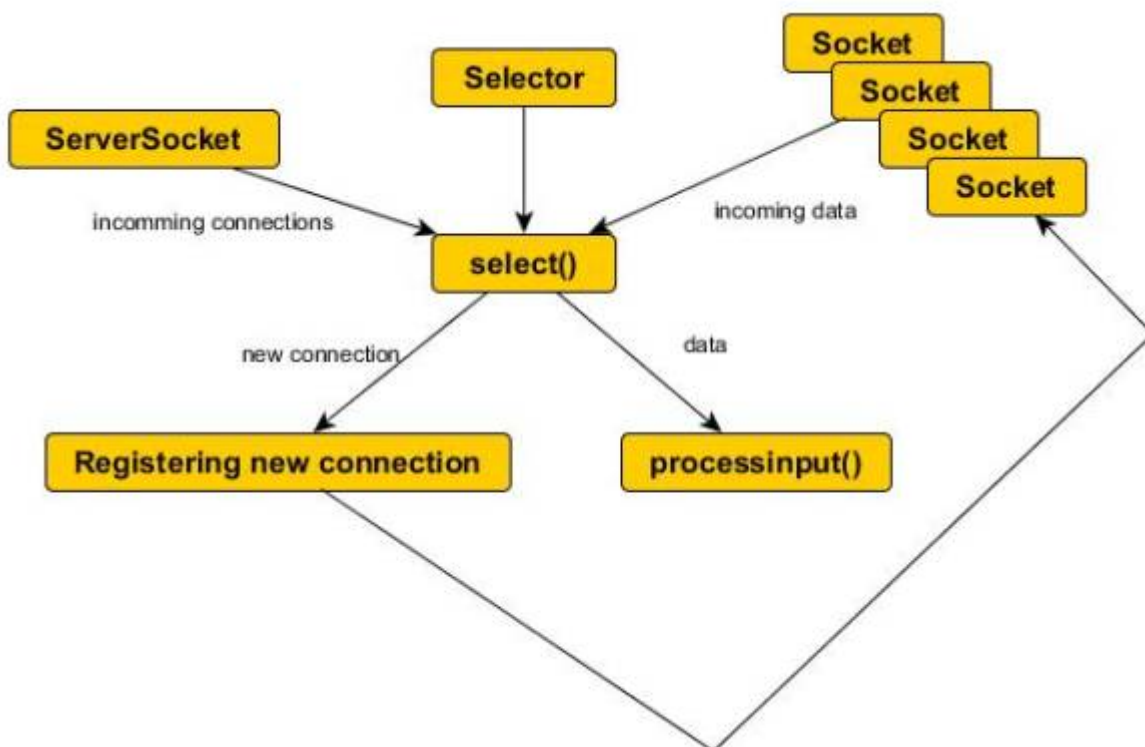 Socket
Selector
Socket
ServerSocket
Socket
Socket
incomming connections
incoming data
select()
new connection
data
Registering new connection
processinput()